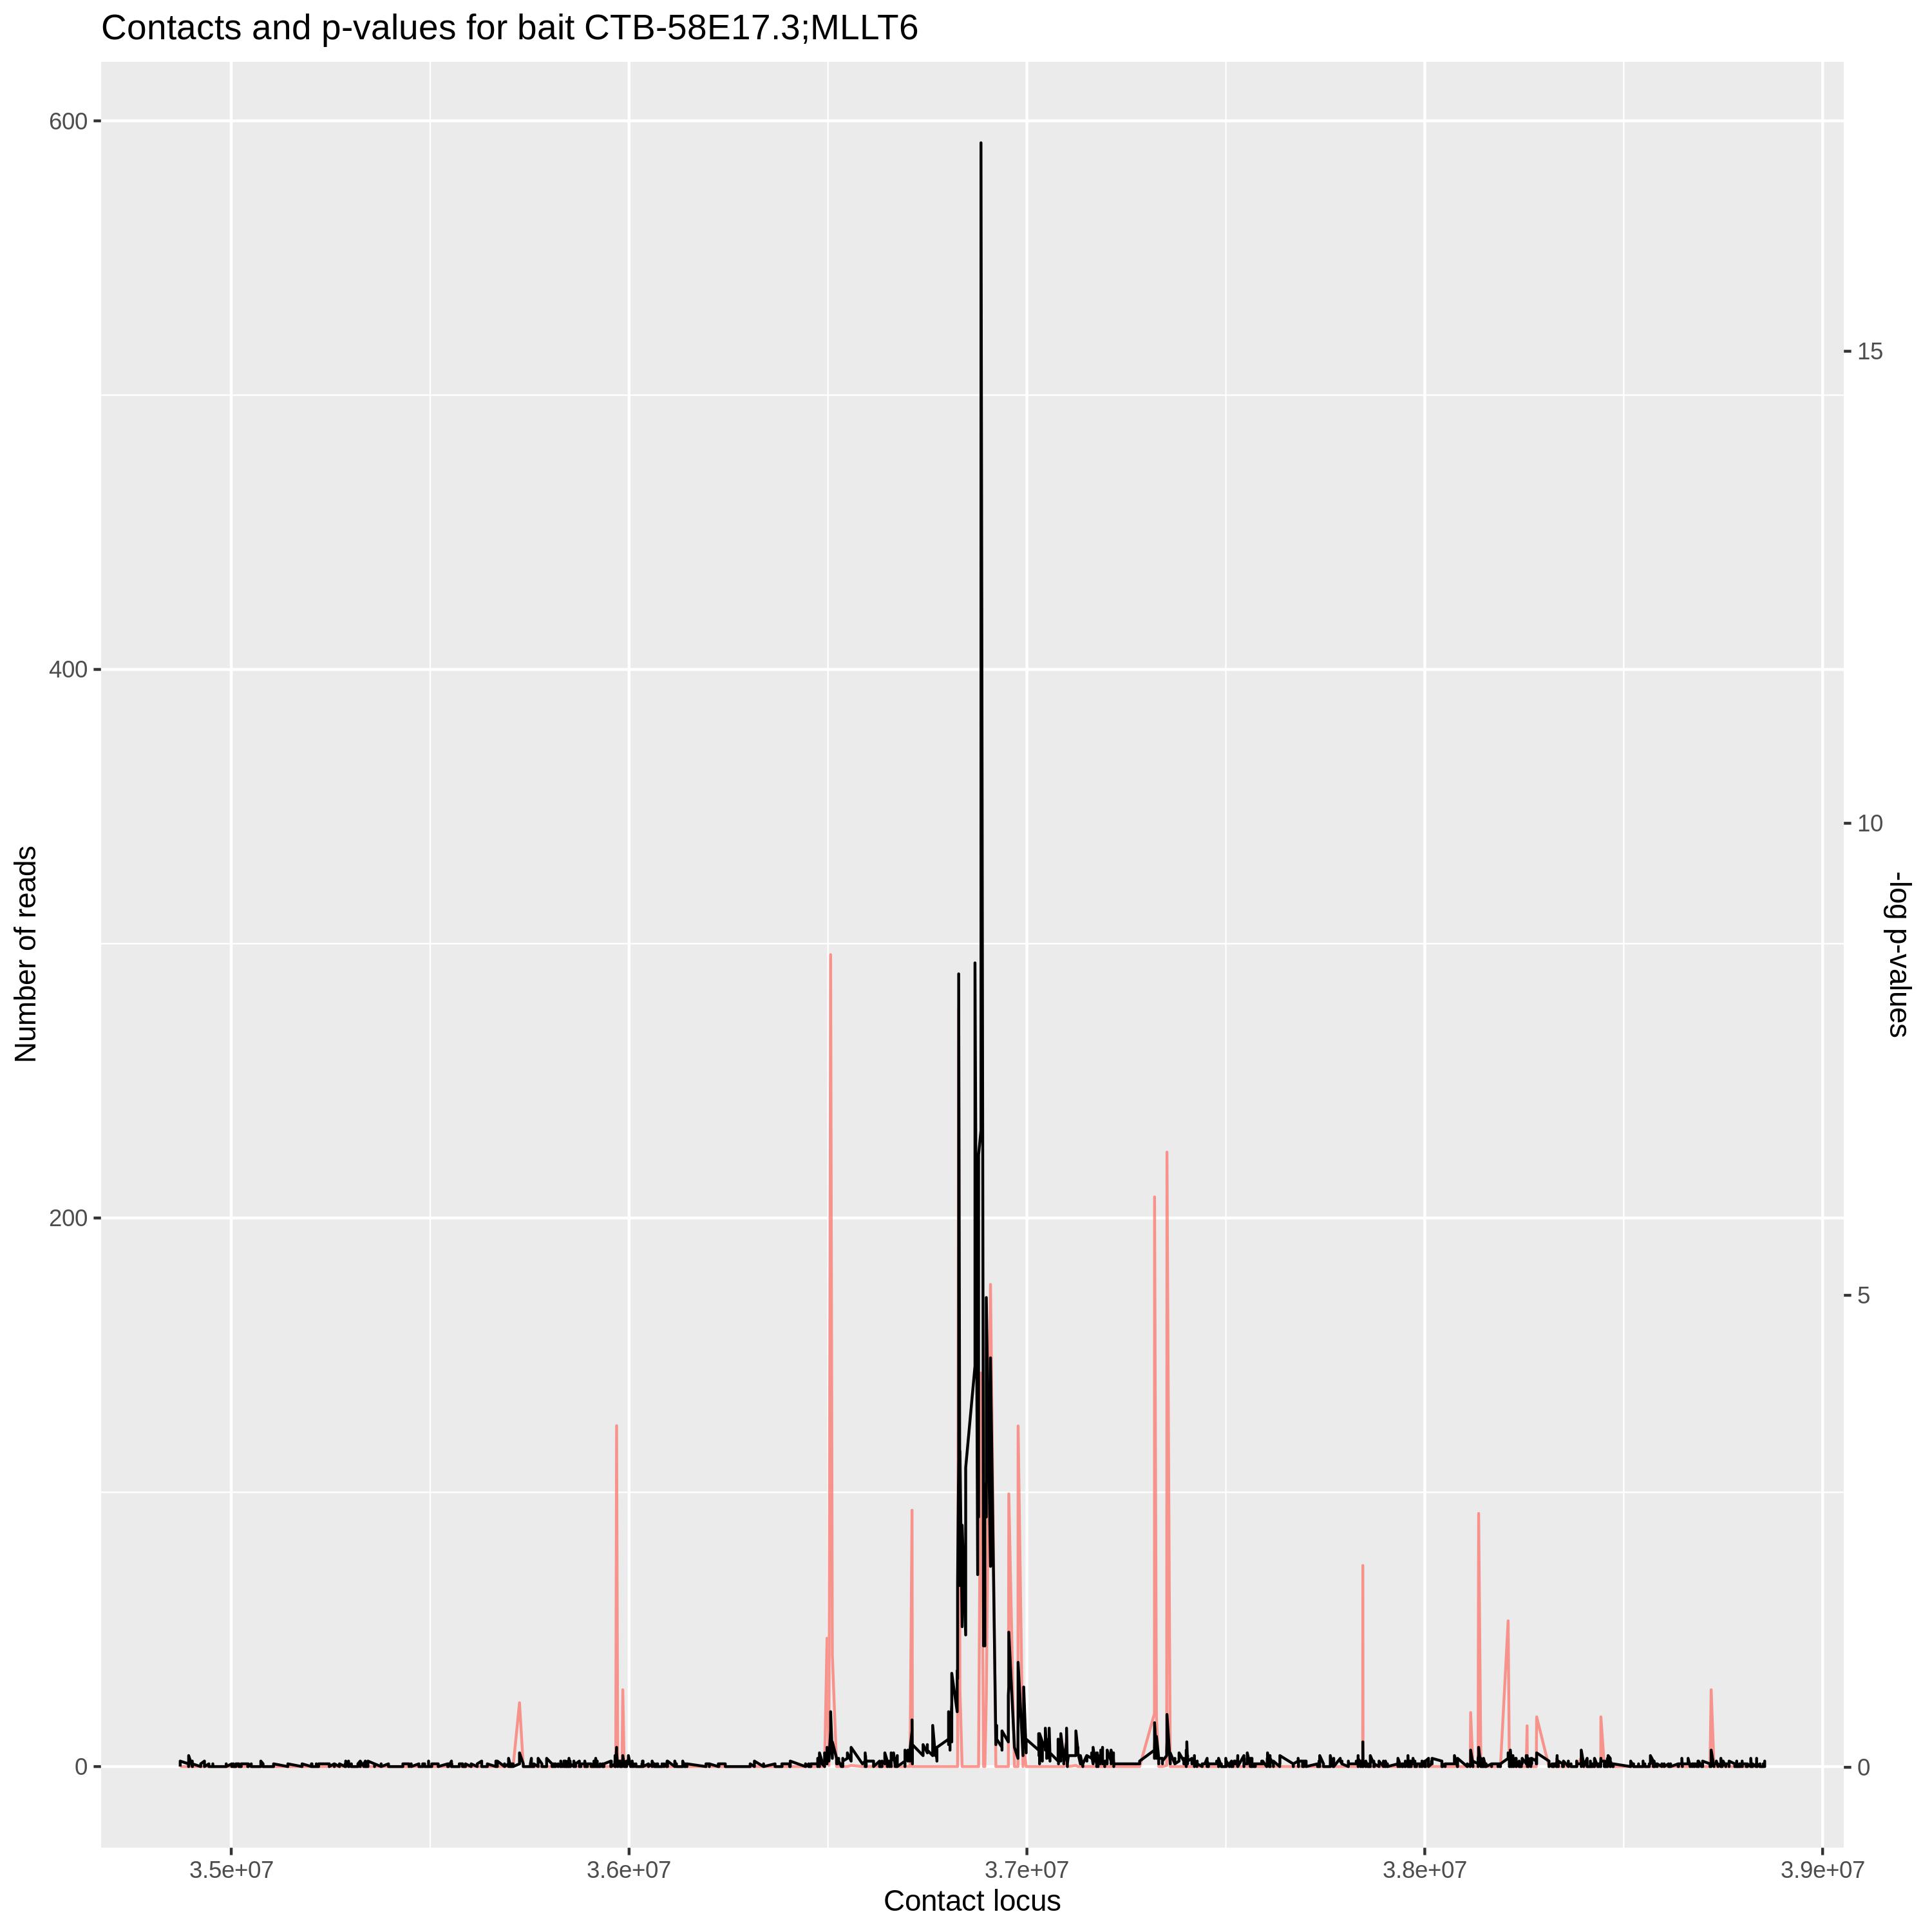 Contacts and p-values for bait CTB-58E17.3;MLLT6
Number of reads
600
400
200
0
15
10
5
0
-log p-values
3.5e+07
3.6e+07
3.7e+07
3.8e+07
3.9e+07
Contact locus